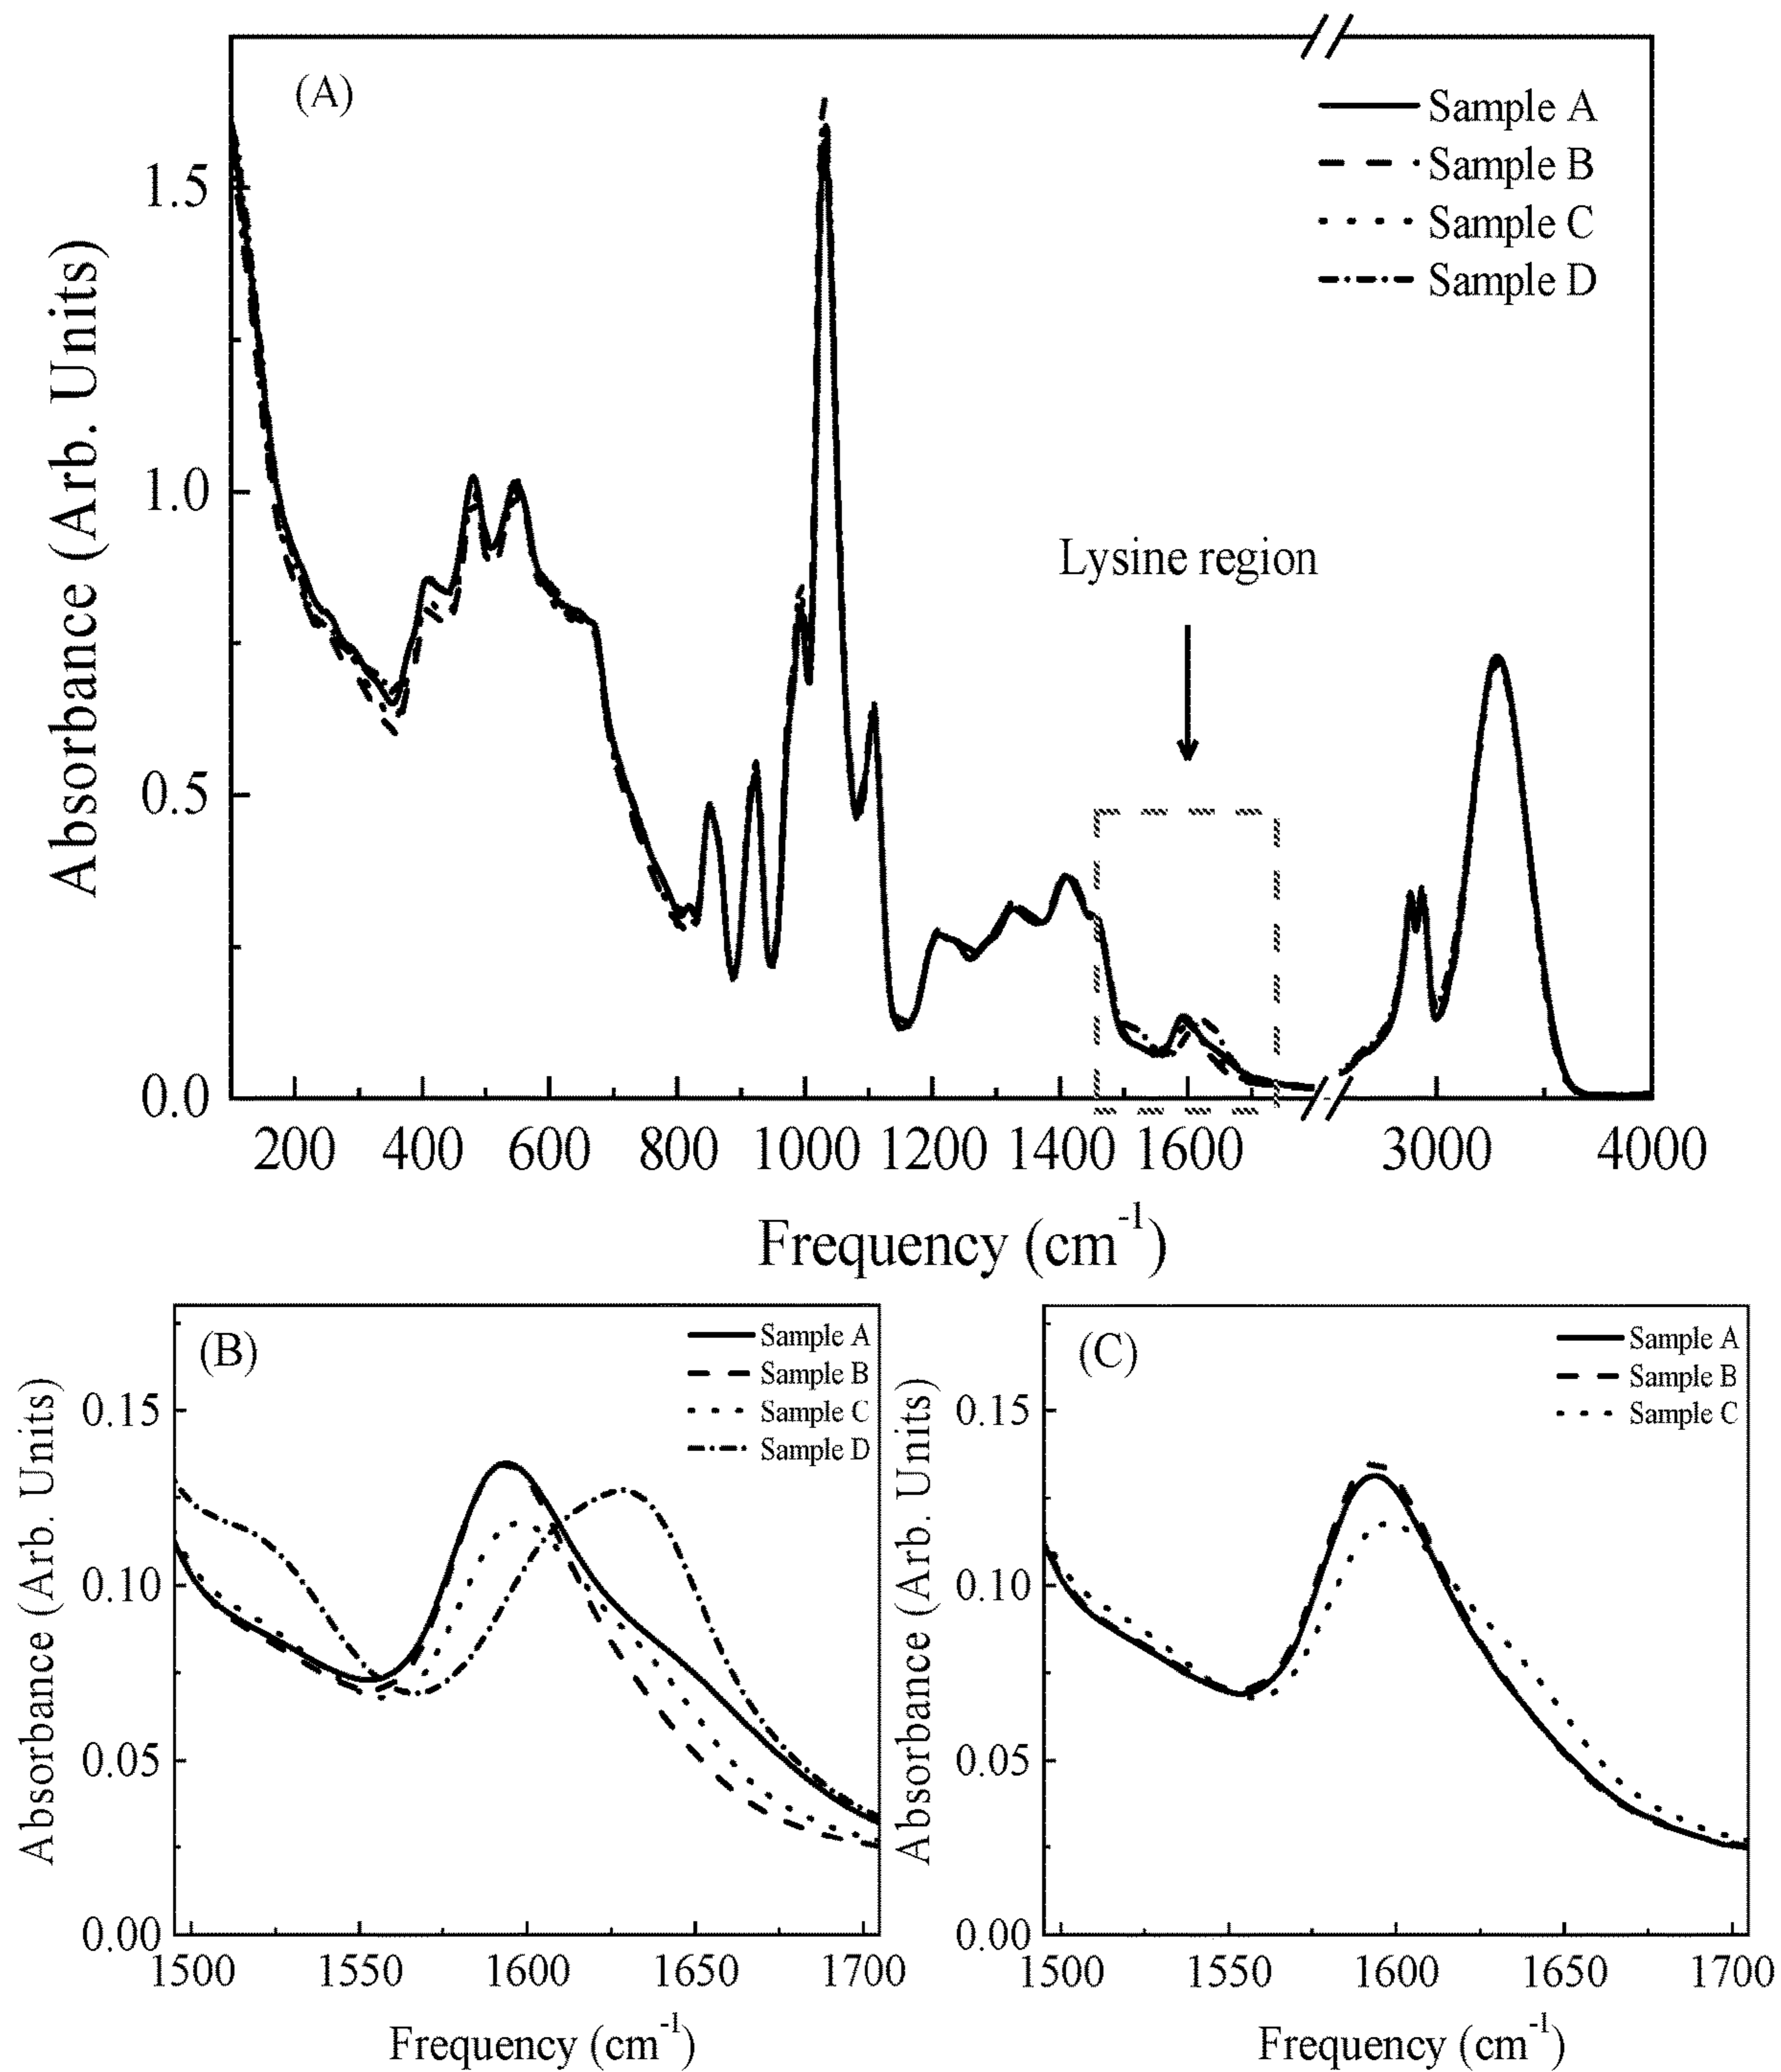 (A)
Sample A
Sample B
Sample C
Sample D
1.5
1.0
0.5
0.0
Absorbance (Arb. Units)
Lysine region
200 400 600 800 1000 1200 1400 1600 3000 4000
Frequency (cm⁻¹)
(B)
Sample A
Sample B
Sample C
Sample D
0.15
0.10
0.05
0.00
Absorbance (Arb. Units)
1500 1550 1600 1650 1700
Frequency (cm⁻¹)
(C)
Sample A
Sample B
Sample C
0.15
0.10
0.05
0.00
Absorbance (Arb. Units)
1500 1550 1600 1650 1700
Frequency (cm⁻¹)